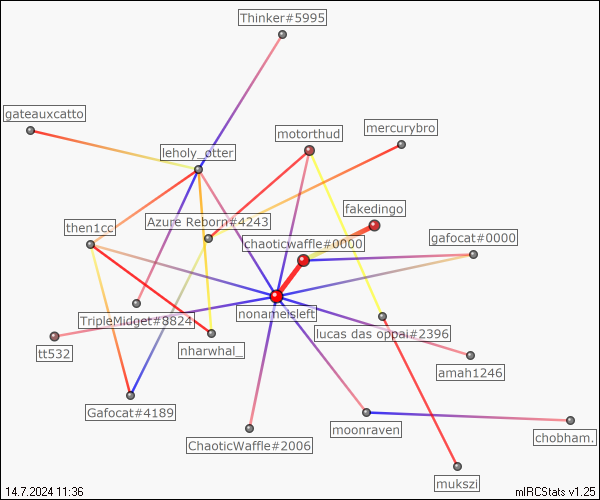 Thinker#5995
gateauxcatto
mercurybro
motorthud
leholy_otter
fakedingo
Azure Reborn#4243
then1cc
gafocat#0000
chaoticwaffle#0000
nonameisleft
TripleMidget#8824
lucas das oppai#2396
nharwhal_
tt532
amah1246
Gafocat#4189
moonraven
ChaoticWaffle#2006
chobham.
mukszi
14.7.2024 11:36
mIRCStats v1.25